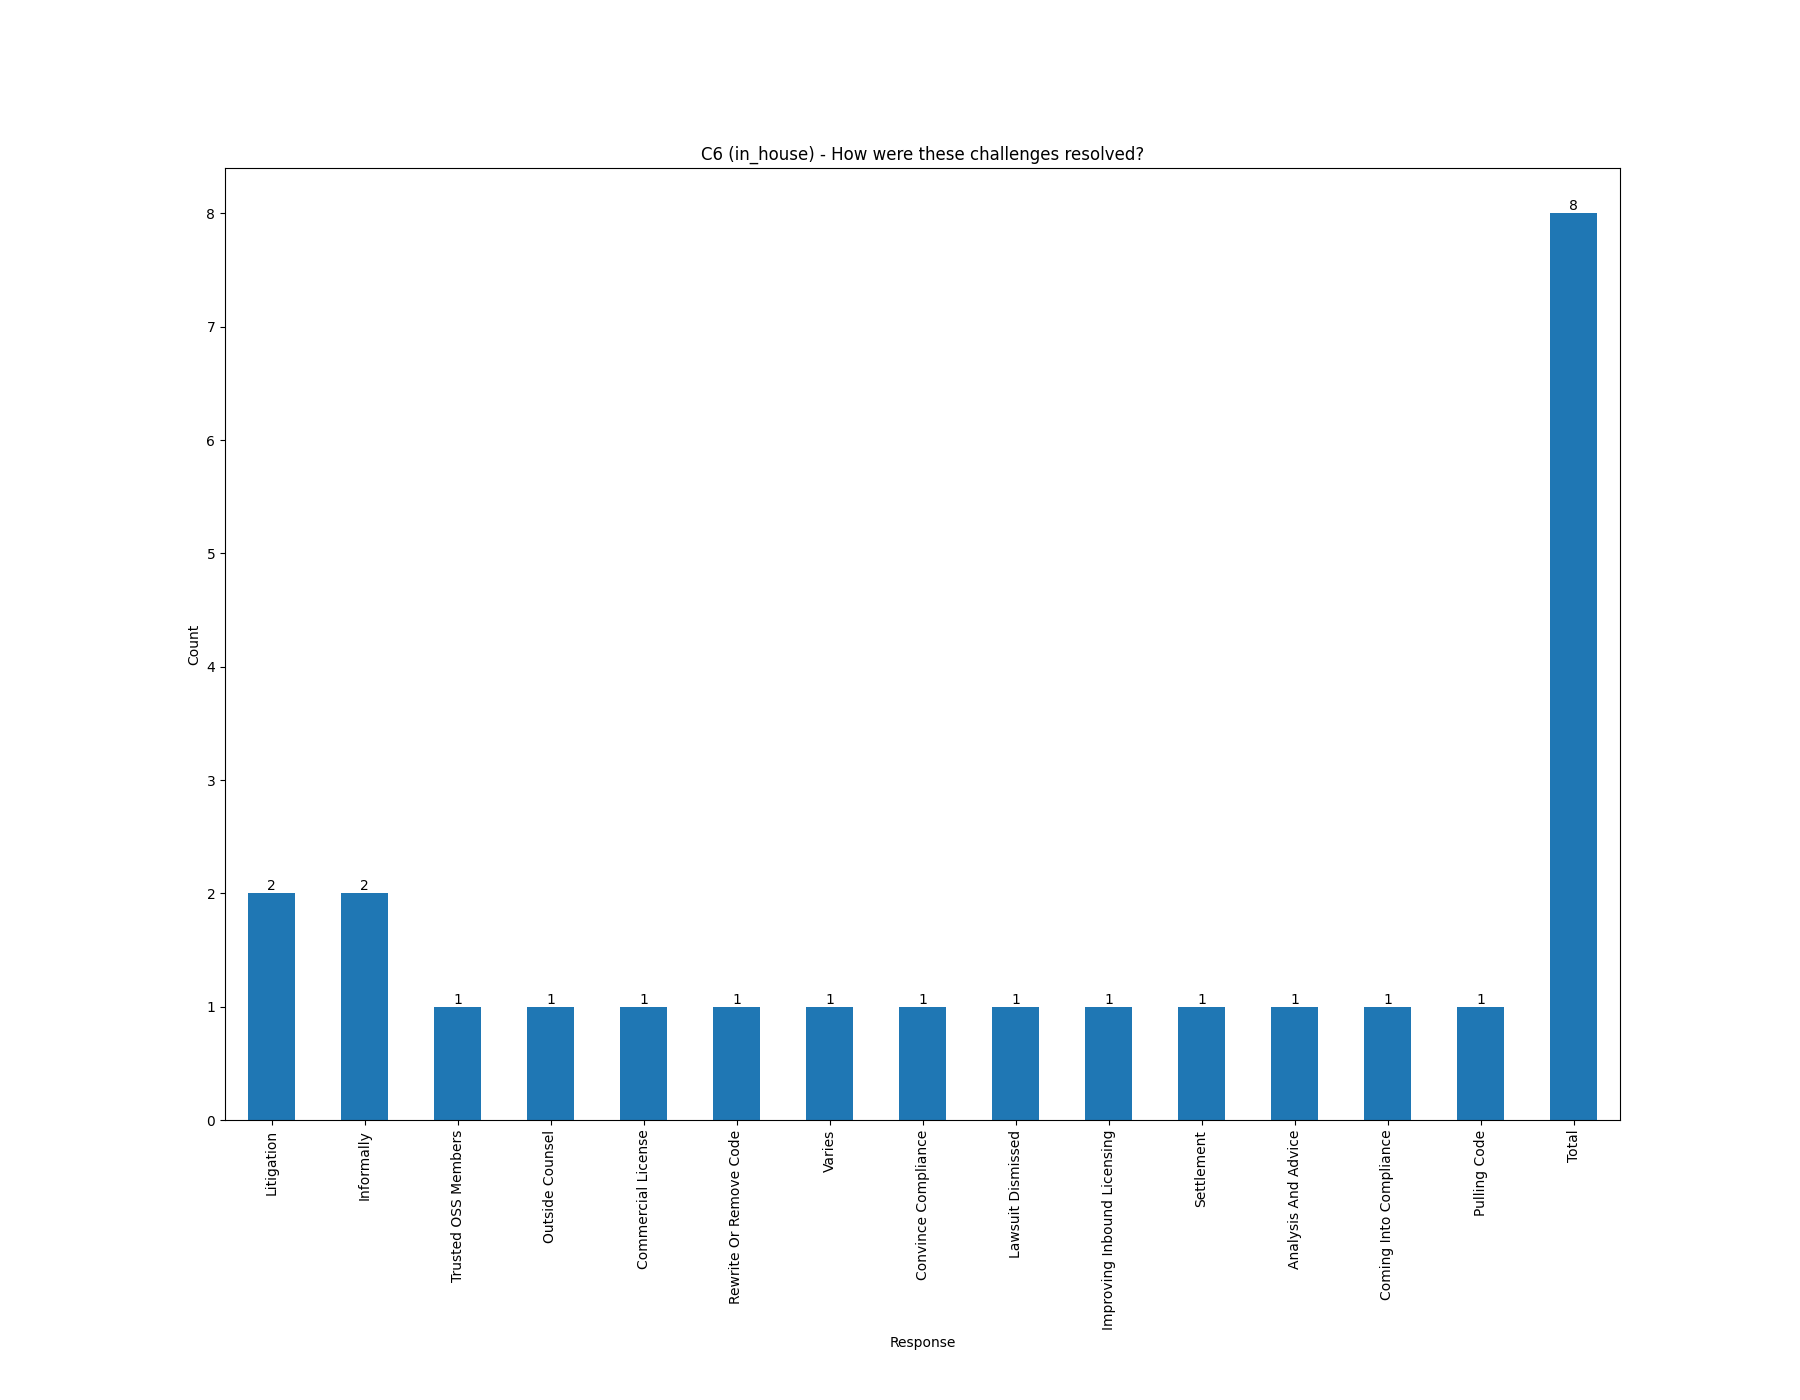 C6 (in_house) - How were these challenges resolved?
8
7
6
5
4
3
2
1
0
Count
2
2
1
1
1
1
1
1
1
1
1
1
1
1
8
Litigation
Informally
Trusted OSS Members
Outside Counsel
Commercial License
Rewrite Or Remove Code
Varies
Convince Compliance
Lawsuit Dismissed
Improving Inbound Licensing
Settlement
Analysis And Advice
Coming Into Compliance
Pulling Code
Total
Response